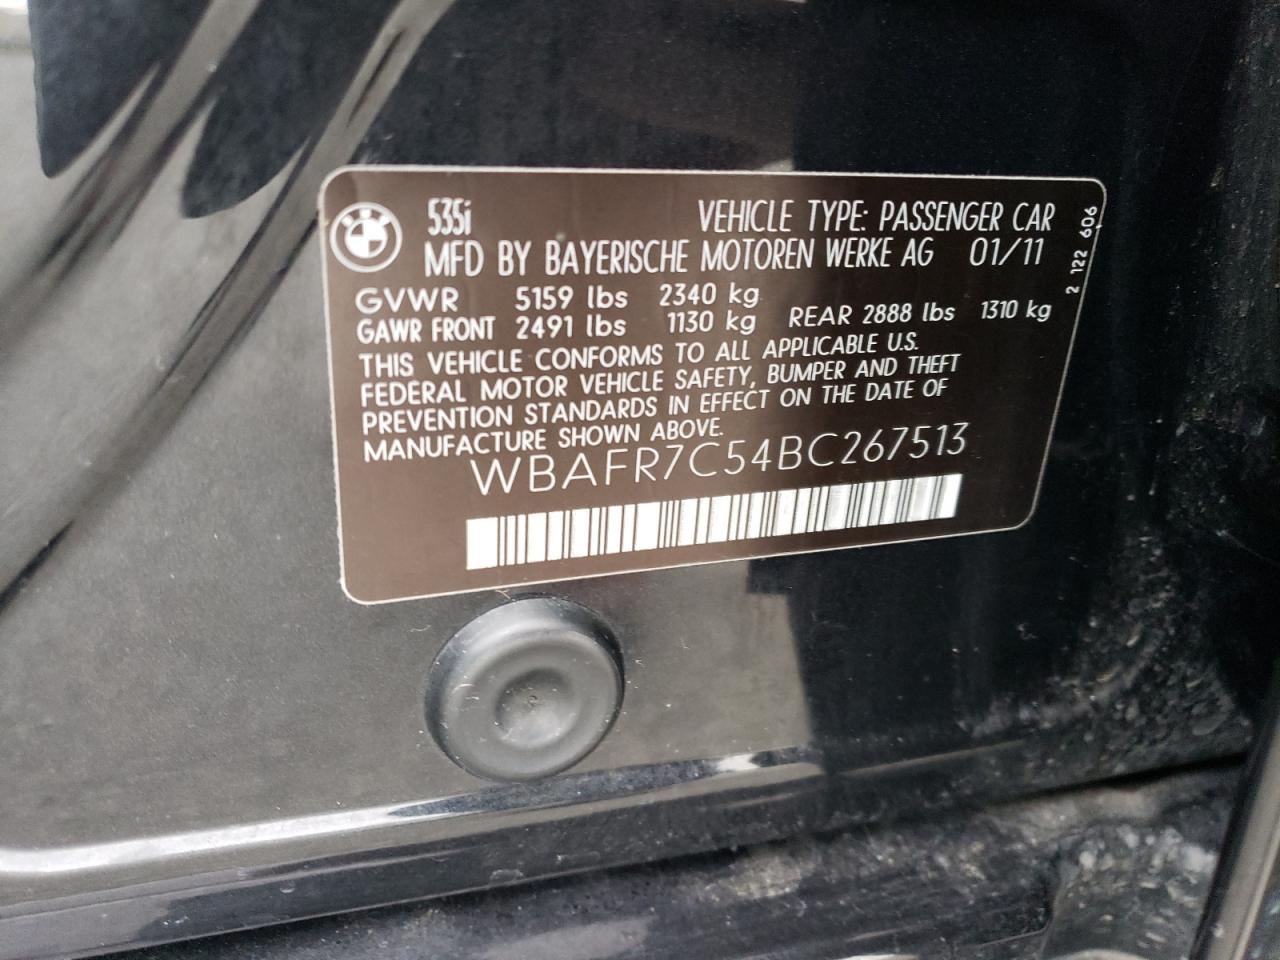 535i VEHICLE TYPE: PASSENGER CAR
MFD BY BAYERISCHE MOTOREN WERKE AG 01/11
GVWR 5159 lbs 2340 kg
GAWR FRONT 2491 lbs 1130 kg REAR 2888 lbs 1310 kg
THIS VEHICLE CONFORMS TO ALL APPLICABLE U.S.
FEDERAL MOTOR VEHICLE SAFETY, BUMPER AND THEFT
PREVENTION STANDARDS IN EFFECT ON THE DATE OF
MANUFACTURE SHOWN ABOVE.
WBAFR7C54BC267513
2 122 606